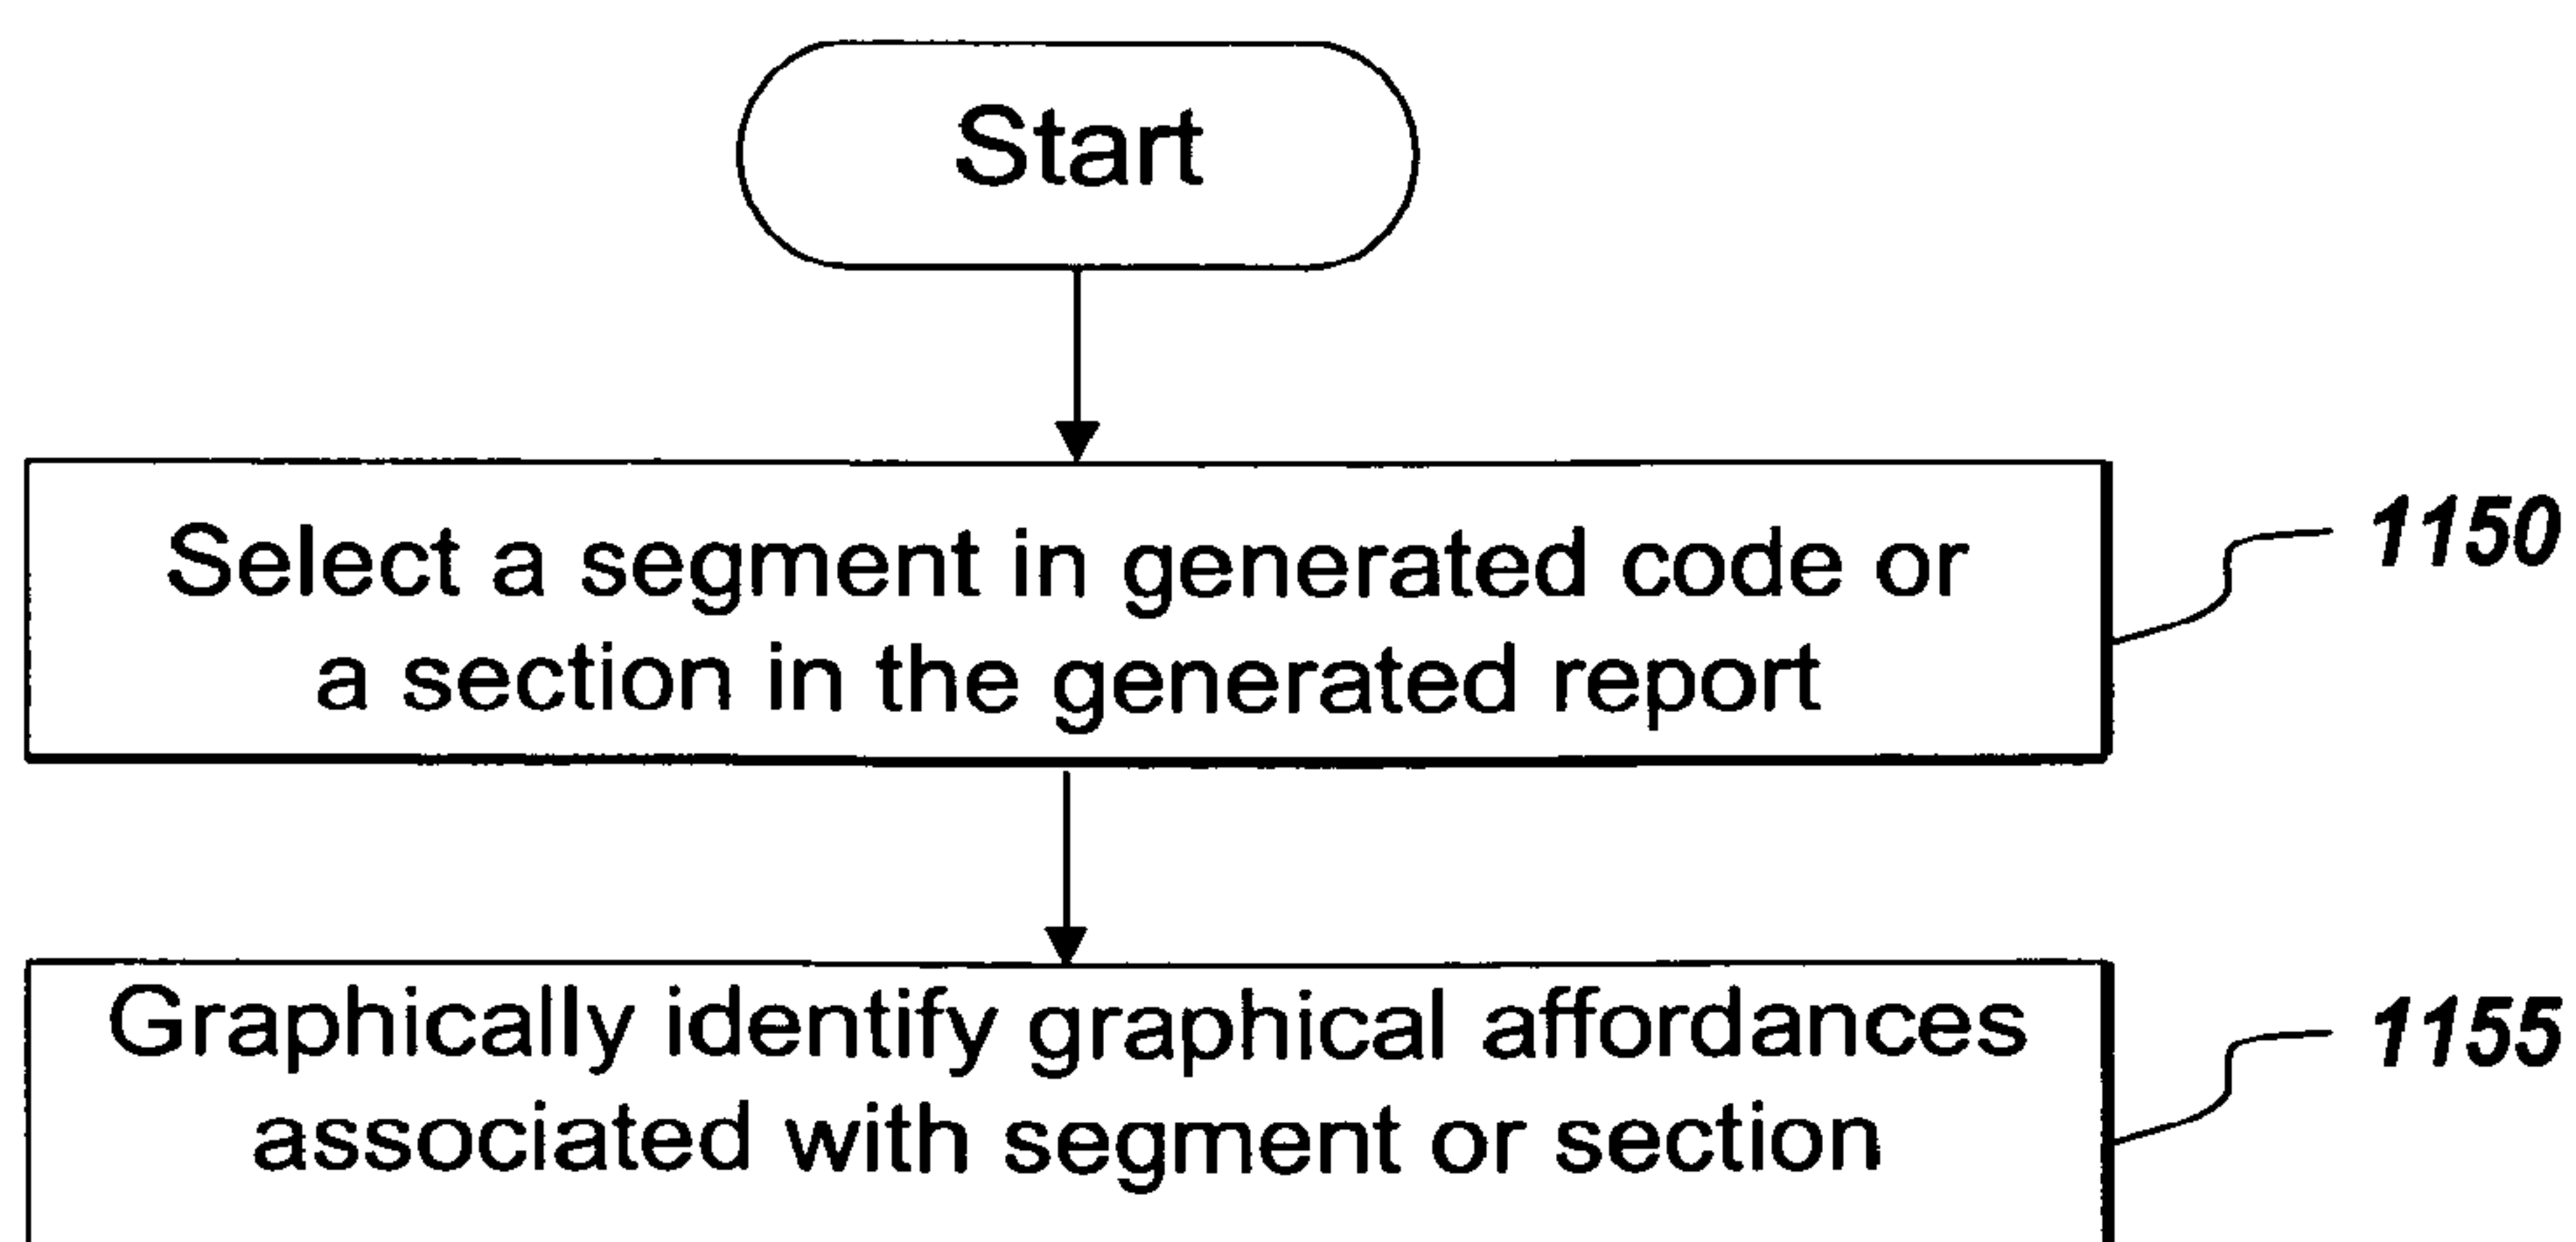 Start
Select a segment in generated code or
a section in the generated report
1150
Graphically identify graphical affordances
associated with segment or section
1155